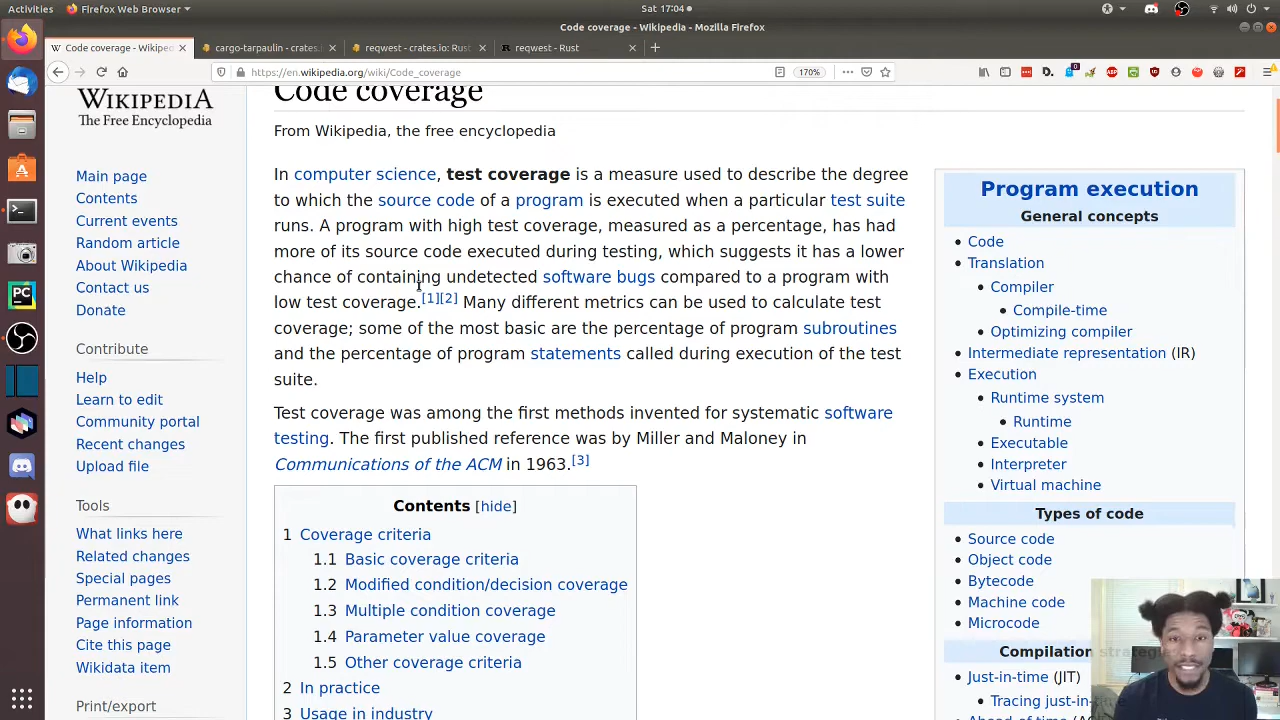 Activities Firefox Web Browser Sat 17:04
Code coverage - Wikipedia - Mozilla Firefox
Code coverage - Wikiped cargo-tarpaulin - crates. reqwest - crates.io: Rust reqwest - Rust
https://en.wikipedia.org/wiki/Code_coverage 170%
WIKIPEDIA
The Free Encyclopedia
Main page
Contents
Current events
Random article
About Wikipedia
Contact us
Donate
Contribute
Help
Learn to edit
Community portal
Recent changes
Upload file
Tools
What links here
Related changes
Special pages
Permanent link
Page information
Cite this page
Wikidata item
Print/export
Code coverage
From Wikipedia, the free encyclopedia
In computer science, test coverage is a measure used to describe the degree
to which the source code of a program is executed when a particular test suite
runs. A program with high test coverage, measured as a percentage, has had
more of its source code executed during testing, which suggests it has a lower
chance of containing undetected software bugs compared to a program with
low test coverage.[1][2] Many different metrics can be used to calculate test
coverage; some of the most basic are the percentage of program subroutines
and the percentage of program statements called during execution of the test
suite.
Test coverage was among the first methods invented for systematic software
testing. The first published reference was by Miller and Maloney in
Communications of the ACM in 1963.[3]
Contents [hide]
1 Coverage criteria
1.1 Basic coverage criteria
1.2 Modified condition/decision coverage
1.3 Multiple condition coverage
1.4 Parameter value coverage
1.5 Other coverage criteria
2 In practice
3 Usage in industry
Program execution
General concepts
Code
Translation
Compiler
Compile-time
Optimizing compiler
Intermediate representation (IR)
Execution
Runtime system
Runtime
Executable
Interpreter
Virtual machine
Types of code
Source code
Object code
Bytecode
Machine code
Microcode
Compilation
Just-in-time (JIT)
Tracing just-in-